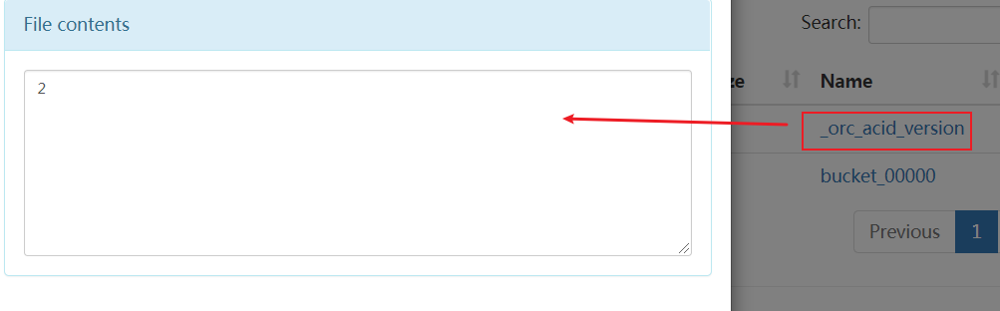 File contents
2
Search:
ze Name
_orc_acid_version
bucket_00000
Previous 1